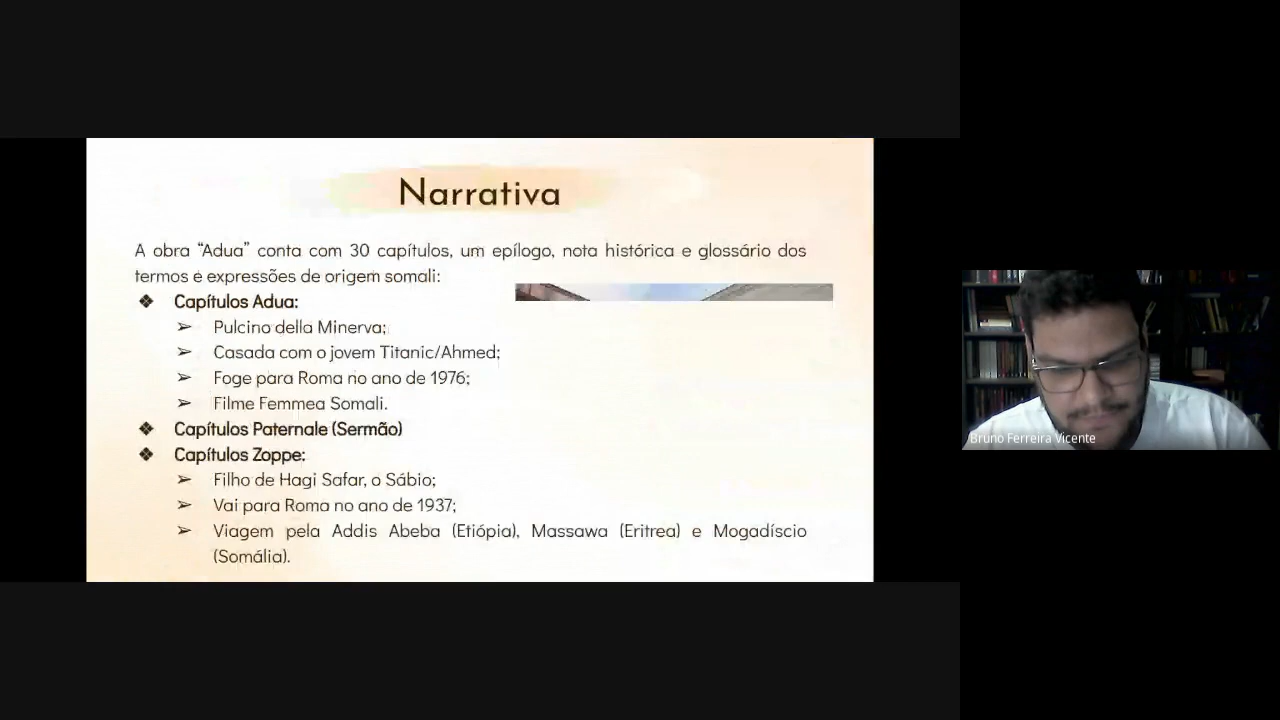 Narrativa
A obra “Adua” conta com 30 capítulos, um epílogo, nota histórica e glossário dos
termos e expressões de origem somali:
❖ Capítulos Adua:
➢ Pulcino della Minerva;
➢ Casada com o jovem Titanic/Ahmed;
➢ Foge para Roma no ano de 1976;
➢ Filme Femmea Somali.
❖ Capítulos Paternale (Sermão)
❖ Capítulos Zoppe:
➢ Filho de Hagi Safar, o Sábio;
➢ Vai para Roma no ano de 1937;
➢ Viagem pela Addis Abeba (Etiópia), Massawa (Eritrea) e Mogadíscio
(Somália).
Bruno Ferreira Vicente